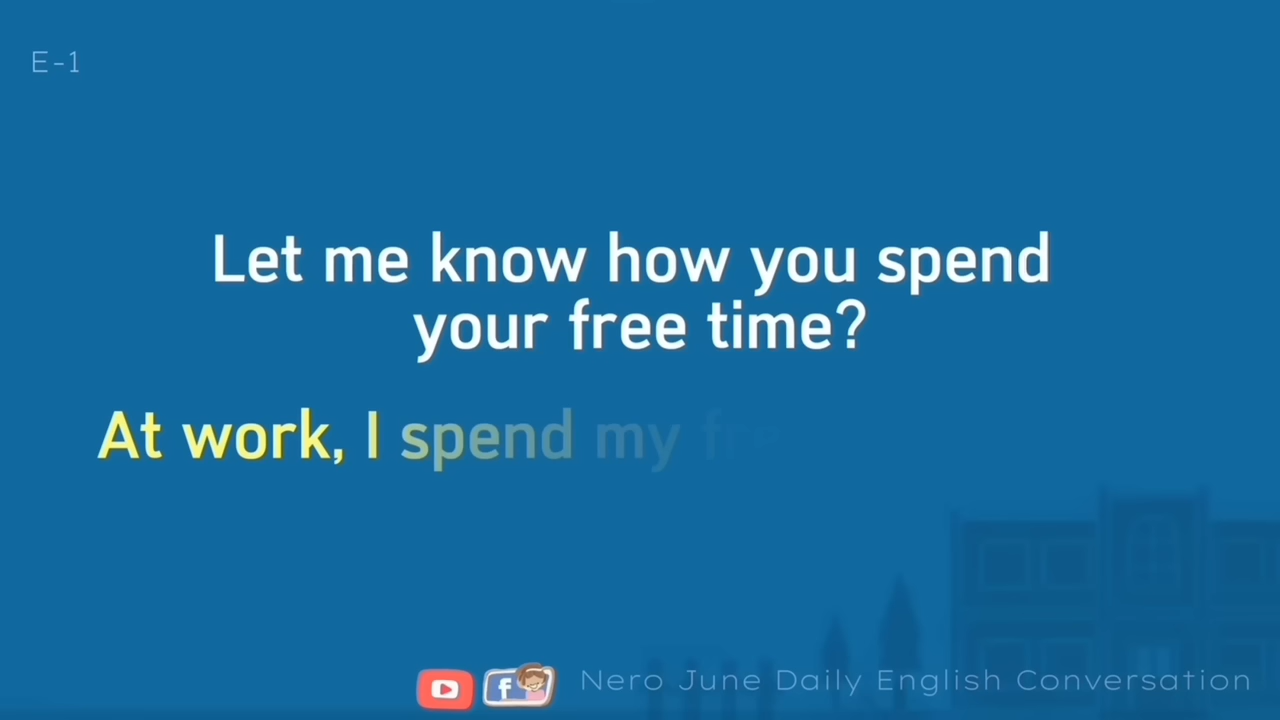 E-1
Let me know how you spend
your free time?
At work, I spend my fre
Nero June Daily English Conversation